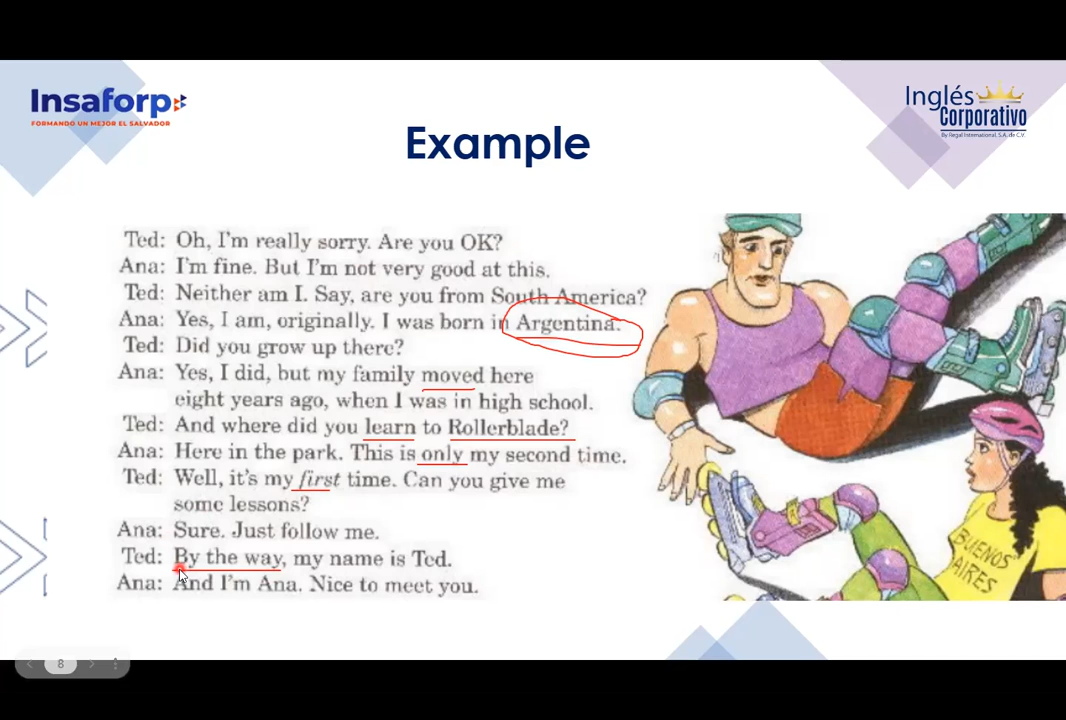 Insaforp
FORMANDO UN MEJOR EL SALVADOR
Inglés
Corporativo
By Regal International, S.A. de C.V.
Example
Ted: Oh, I'm really sorry. Are you OK?
Ana: I'm fine. But I'm not very good at this.
Ted: Neither am I. Say, are you from South America?
Ana: Yes, I am, originally. I was born in Argentina.
Ted: Did you grow up there?
Ana: Yes, I did, but my family moved here
eight years ago, when I was in high school.
Ted: And where did you learn to Rollerblade?
Ana: Here in the park. This is only my second time.
Ted: Well, it's my first time. Can you give me
some lessons?
Ana: Sure. Just follow me.
Ted: By the way, my name is Ted.
Ana: And I'm Ana. Nice to meet you.
BUENOS
AIRES
8